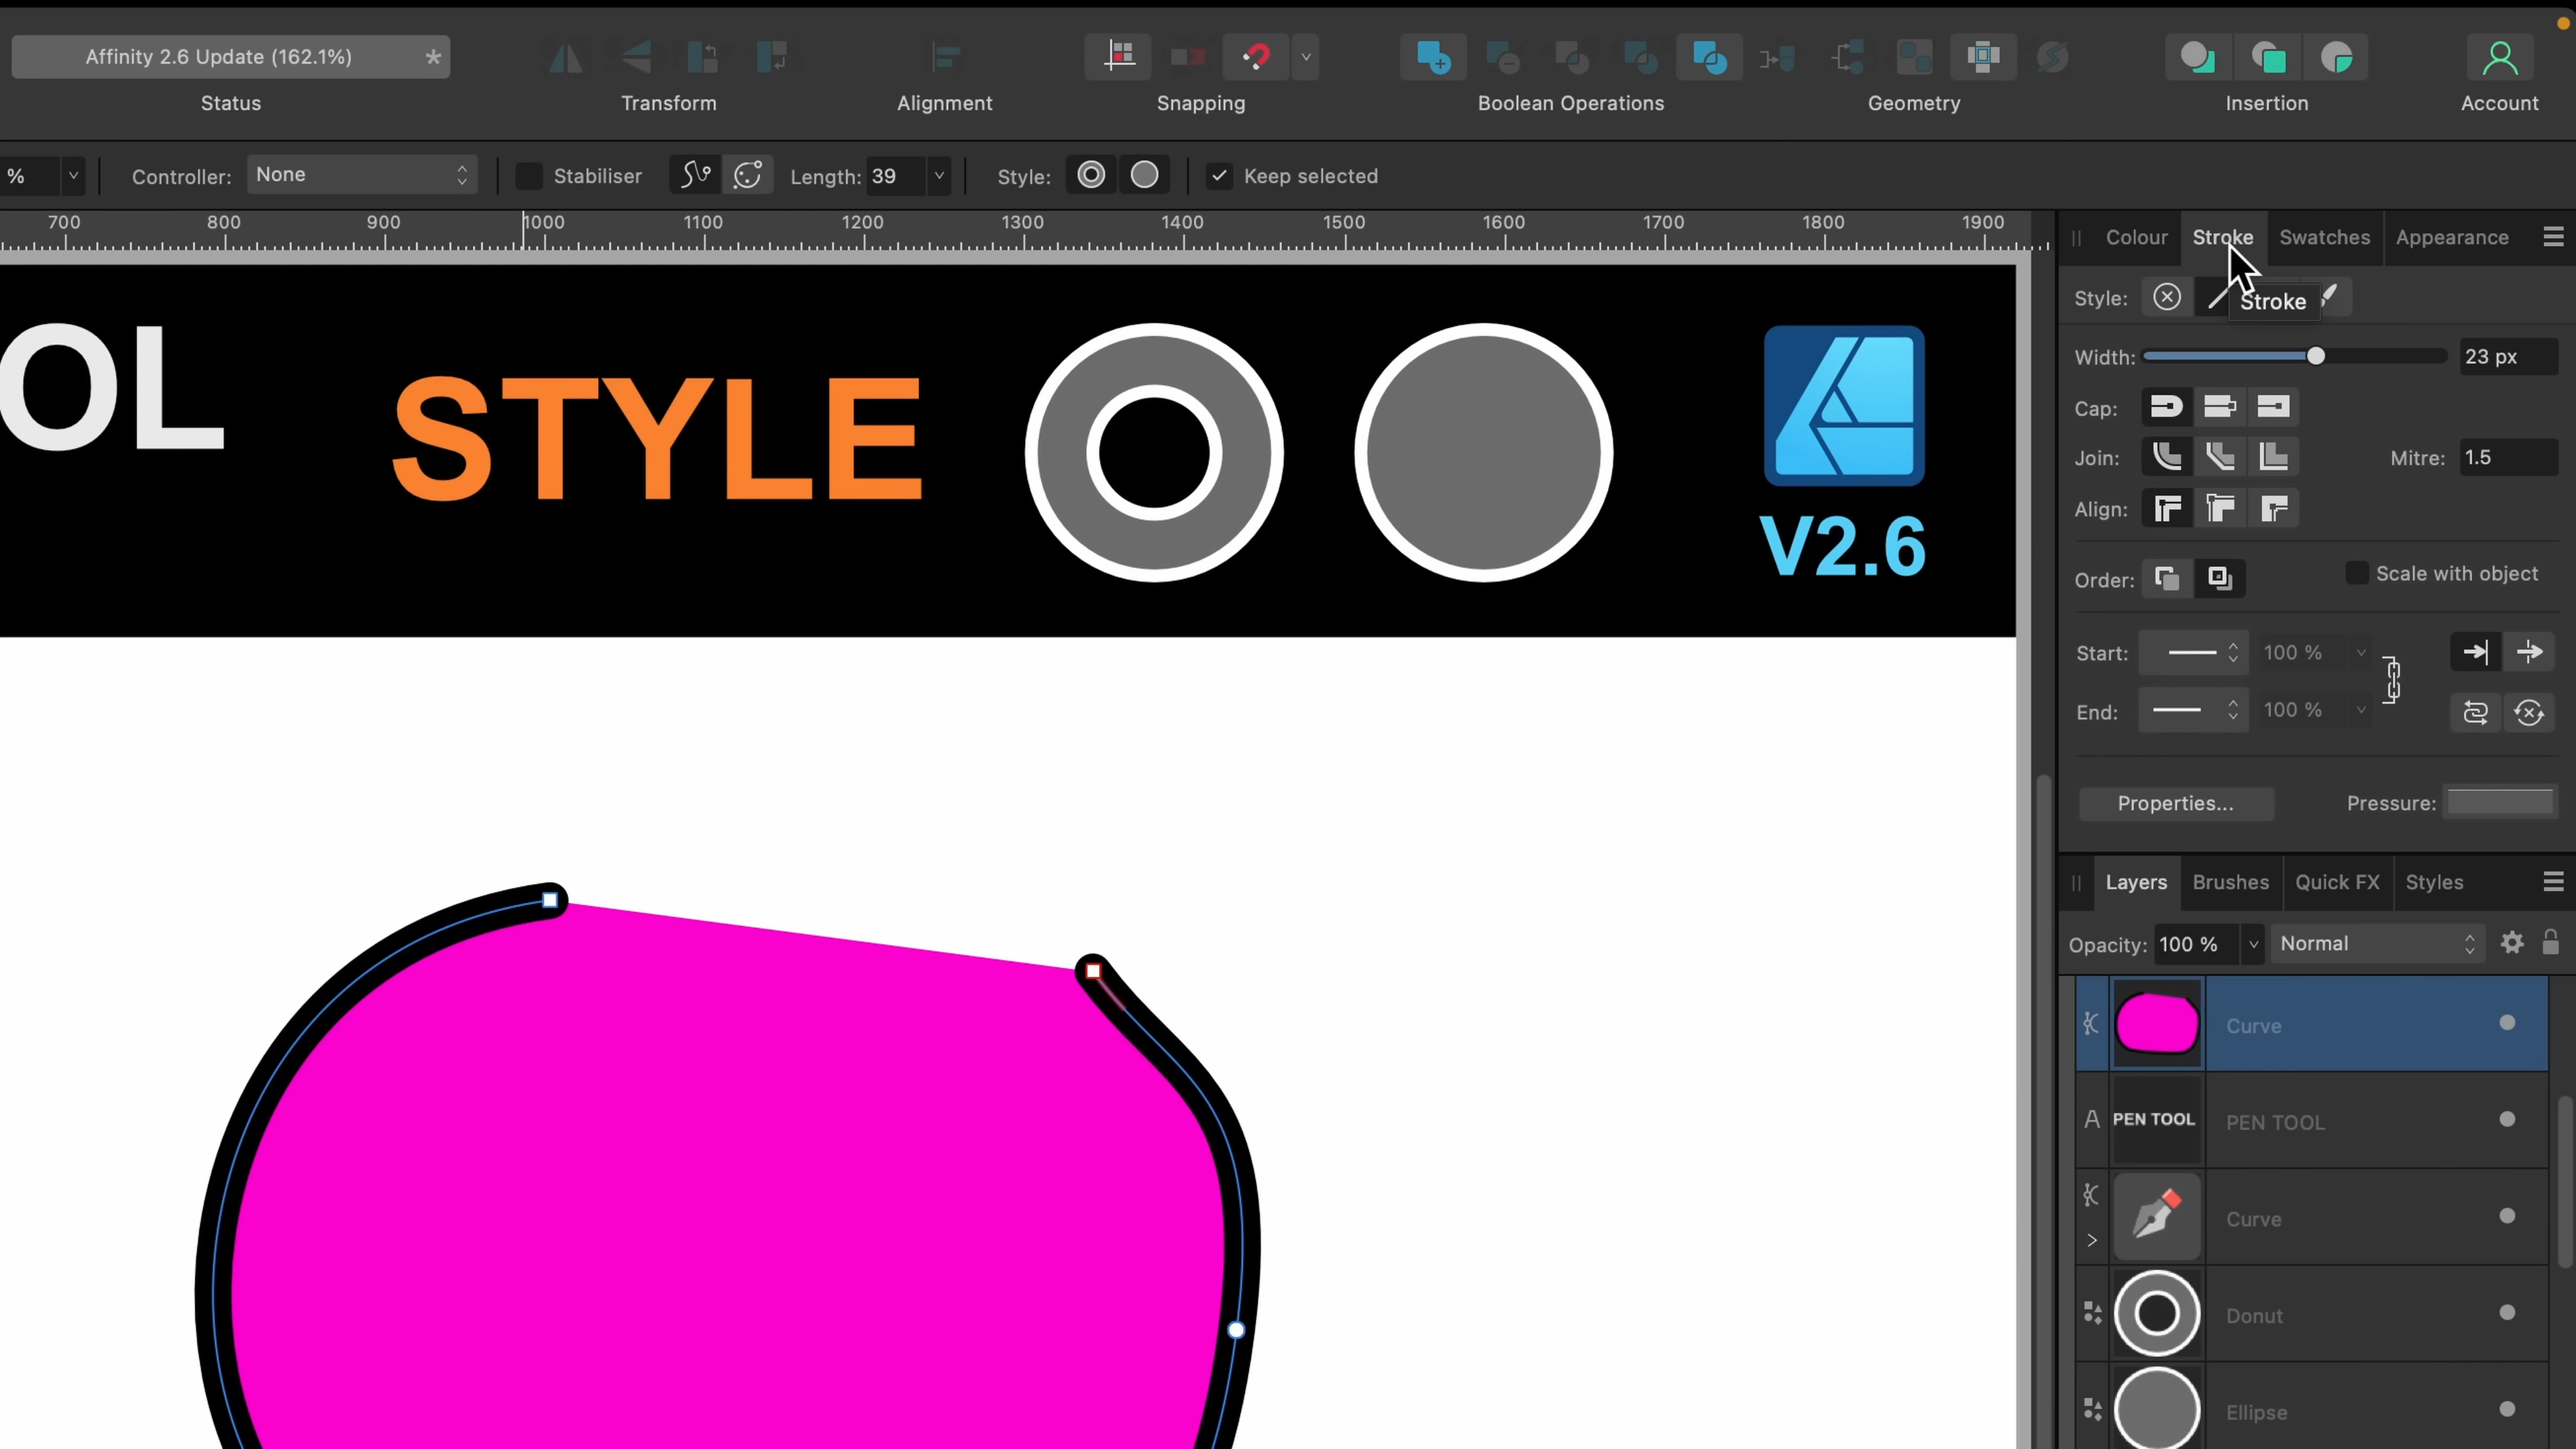 Affinity 2.6 Update (162.1%) *
Status
Transform
Alignment
Snapping
Boolean Operations
Geometry
Insertion
Account
%
Controller: None
Stabiliser
Length: 39
Style:
Keep selected
700 800 900 1000 1100 1200 1300 1400 1500 1600 1700 1800 1900
Colour Stroke Swatches Appearance
Style:
Stroke
Width: 23 px
Cap:
Join: Mitre: 1.5
Align:
Order: Scale with object
Start: 100 %
End: 100 %
Properties... Pressure:
OL
STYLE
V2.6
Layers Brushes Quick FX Styles
Opacity: 100 % Normal
Curve
A PEN TOOL PEN TOOL
Curve
Donut
Ellipse